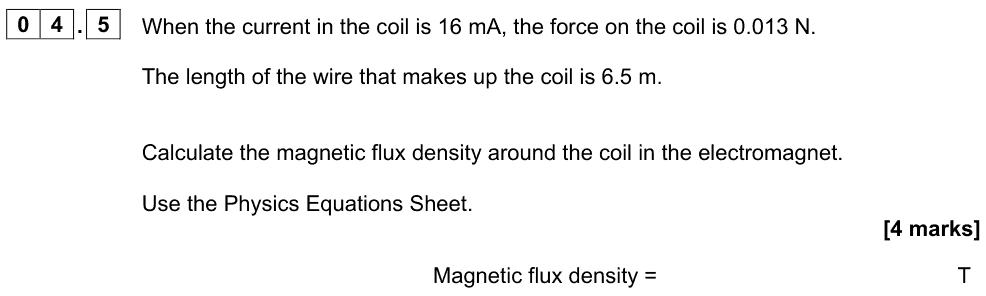 0 4 . 5 When the current in the coil is 16 mA, the force on the coil is 0.013 N.
The length of the wire that makes up the coil is 6.5 m.
Calculate the magnetic flux density around the coil in the electromagnet.
Use the Physics Equations Sheet.
[4 marks]
Magnetic flux density = T